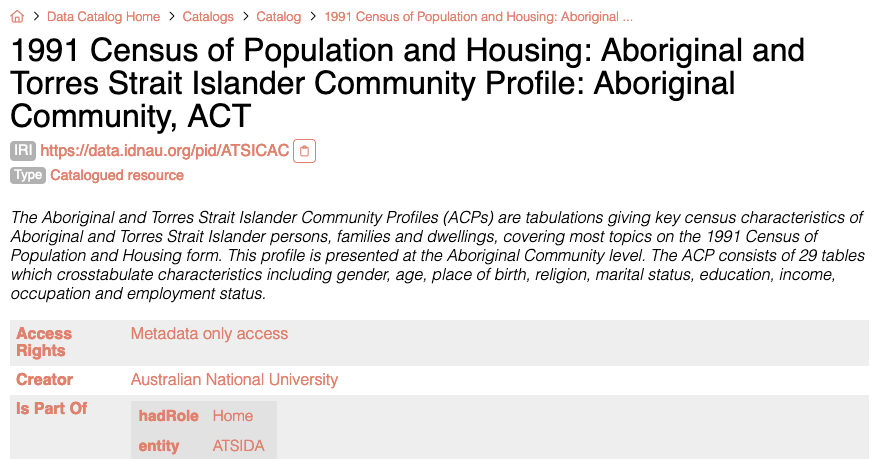 Data Catalog Home > Catalogs > Catalog > 1991 Census of Population and Housing: Aboriginal ...
1991 Census of Population and Housing: Aboriginal and
Torres Strait Islander Community Profile: Aboriginal
Community, ACT
IRI https://data.idnau.org/pid/ATSICAC
Type Catalogued resource
The Aboriginal and Torres Strait Islander Community Profiles (ACPs) are tabulations giving key census characteristics of
Aboriginal and Torres Strait Islander persons, families and dwellings, covering most topics on the 1991 Census of
Population and Housing form. This profile is presented at the Aboriginal Community level. The ACP consists of 29 tables
which crosstabulate characteristics including gender, age, place of birth, religion, marital status, education, income,
occupation and employment status.
Access Metadata only access
Rights
Creator Australian National University
Is Part Of
hadRole Home
entity ATSIDA